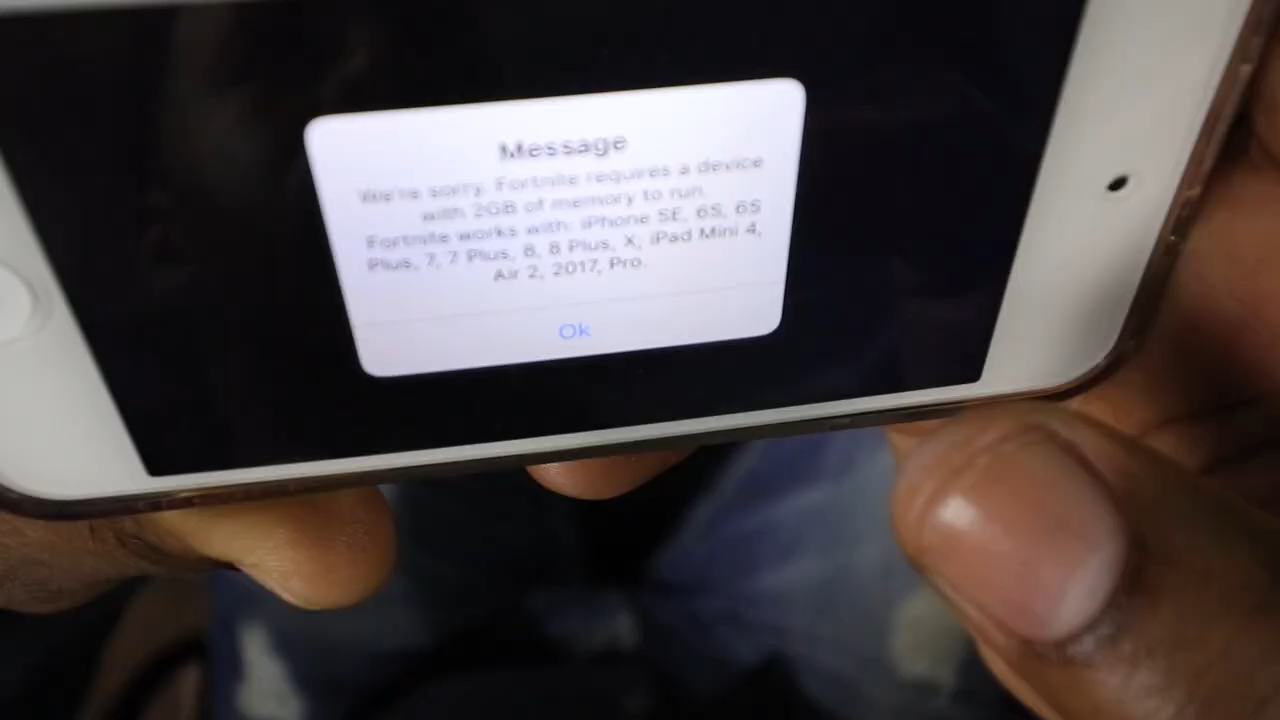 Message
We're sorry. Fortnite requires a device
with 2GB of memory to run.
Fortnite works with: iPhone SE, 6S, 6S
Plus, 7, 7 Plus, 8, 8 Plus, X, iPad Mini 4,
Air 2, 2017, Pro.
Ok